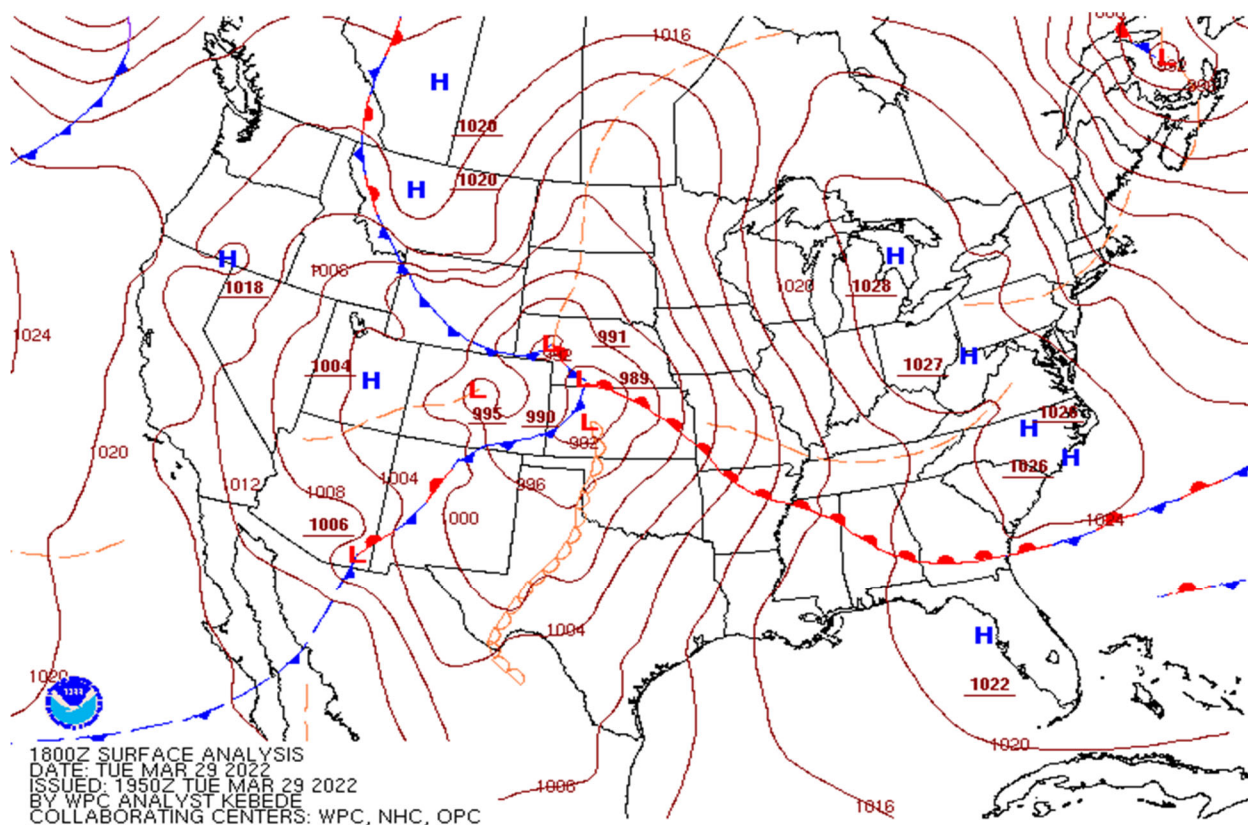 1016
992
1020
1020
1008
1018
1024
1020
1028
991
1004
989
1027
995
990
992
1020
1026
1012
1008
1004
996
1026
1006
1000
1024
1004
1020
1022
1020
1008
1016
1800Z SURFACE ANALYSIS
DATE: TUE MAR 29 2022
ISSUED: 1950Z TUE MAR 29 2022
BY WPC ANALYST KEBEDE
COLLABORATING CENTERS: WPC, NHC, OPC
H
H
H
H
H
H
H
H
H
L
L
L
L
L
L